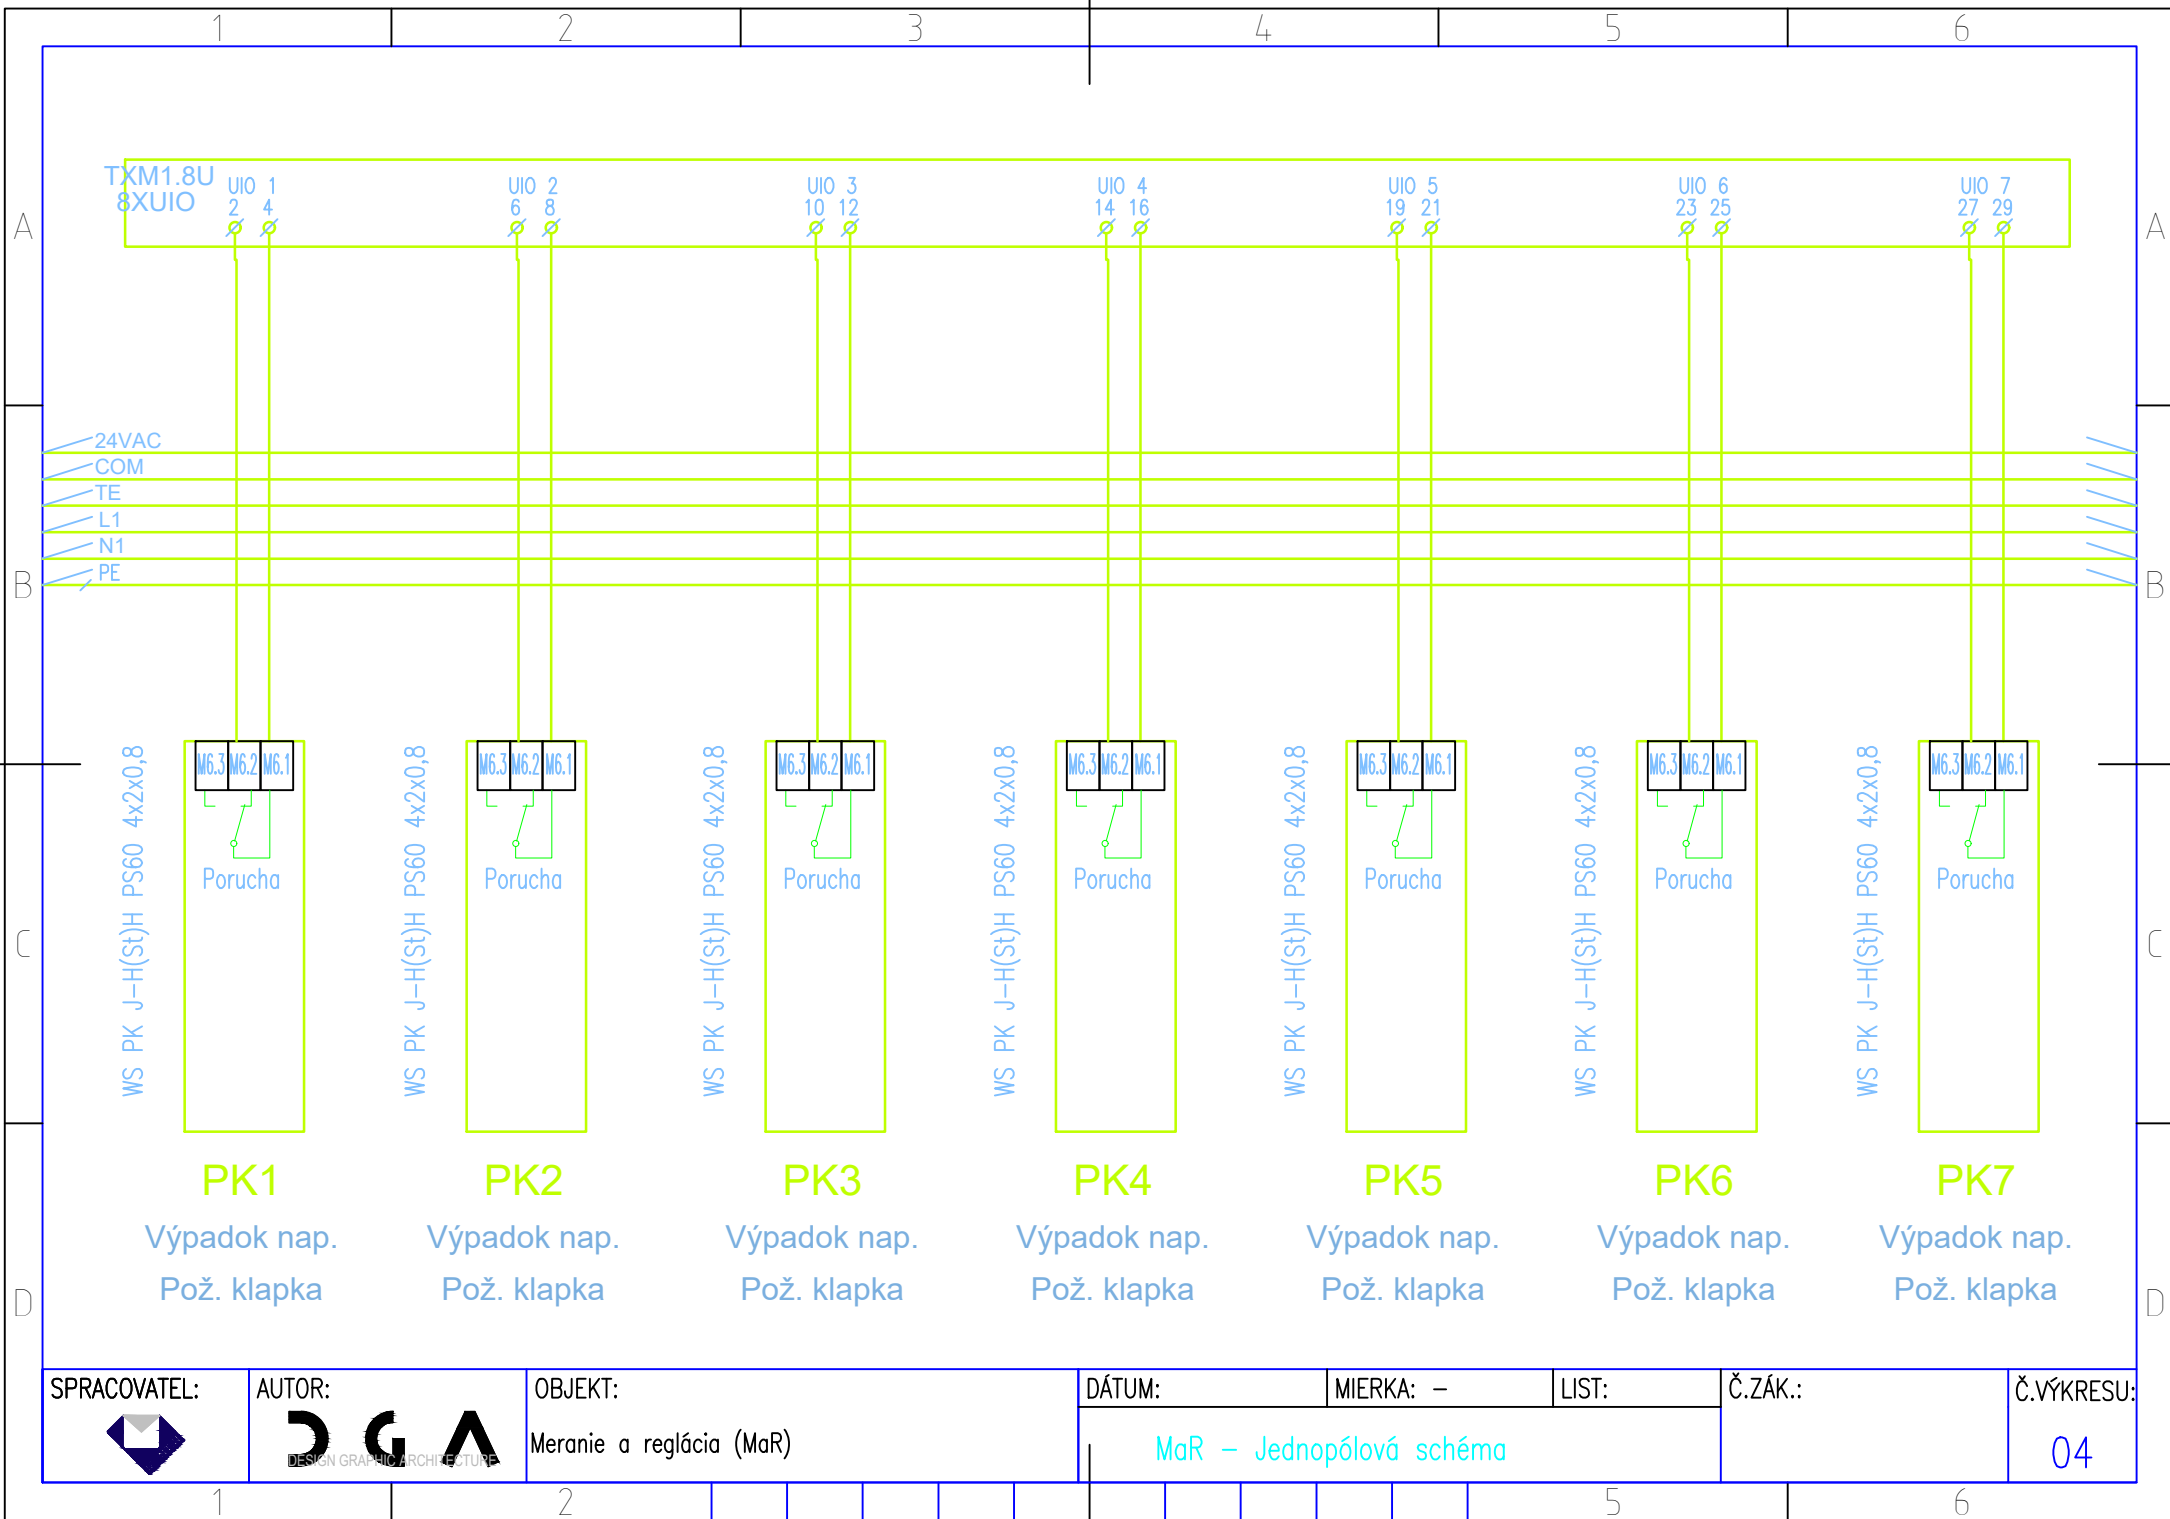 1 2 3 4 5 6
TXM1.8U
8XUIO
UIO 1 UIO 2 UIO 3 UIO 4 UIO 5 UIO 6 UIO 7
2 4 6 8 10 12 14 16 19 21 23 25 27 29
A A
24VAC
COM
TE
L1
N1
PE
B B
M6.3 M6.2 M6.1 M6.3 M6.2 M6.1 M6.3 M6.2 M6.1 M6.3 M6.2 M6.1 M6.3 M6.2 M6.1 M6.3 M6.2 M6.1 M6.3 M6.2 M6.1
Porucha Porucha Porucha Porucha Porucha Porucha Porucha
WS PK J-H(St)H PS60 4x2x0,8
WS PK J-H(St)H PS60 4x2x0,8
WS PK J-H(St)H PS60 4x2x0,8
WS PK J-H(St)H PS60 4x2x0,8
WS PK J-H(St)H PS60 4x2x0,8
WS PK J-H(St)H PS60 4x2x0,8
WS PK J-H(St)H PS60 4x2x0,8
C C
PK1 PK2 PK3 PK4 PK5 PK6 PK7
Výpadok nap. Výpadok nap. Výpadok nap. Výpadok nap. Výpadok nap. Výpadok nap. Výpadok nap.
Pož. klapka Pož. klapka Pož. klapka Pož. klapka Pož. klapka Pož. klapka Pož. klapka
D D
SPRACOVATEL: AUTOR: OBJEKT: DÁTUM: MIERKA: – LIST: Č.ZÁK.: Č.VÝKRESU:
DGA
DESIGN GRAPHIC ARCHITECTURE
Meranie a reglácia (MaR)
MaR – Jednopólová schéma
04
1 2 5 6